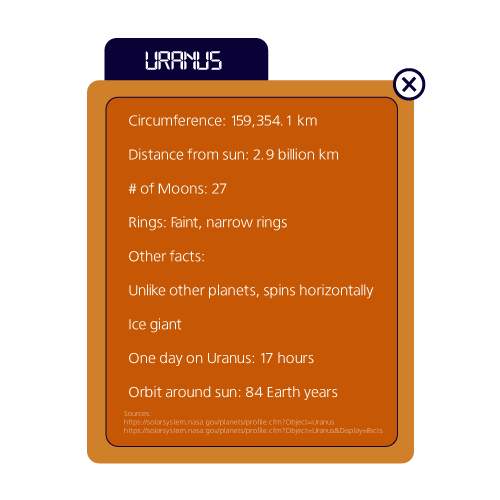 URANUS
Circumference: 159,354.1 km
Distance from sun: 2.9 billion km
# of Moons: 27
Rings: Faint, narrow rings
Other facts:
Unlike other planets, spins horizontally
Ice giant
One day on Uranus: 17 hours
Orbit around sun: 84 Earth years
Sources:
https://solarsystem.nasa.gov/planets/profile.cfm?Object=Uranus
https://solarsystem.nasa.gov/planets/profile.cfm?Object=Uranus&Display=Facts